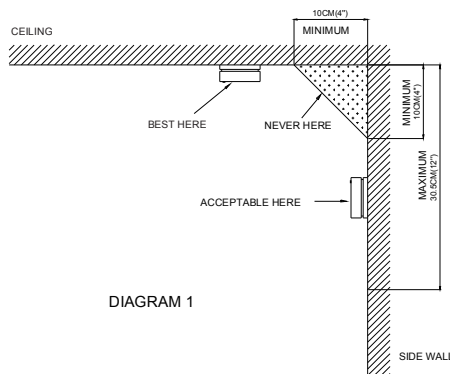 10CM(4")
CEILING
MINIMUM
BEST HERE
NEVER HERE
MINIMUM
10CM(4")
MAXIMUM
30.5CM(12")
ACCEPTABLE HERE
DIAGRAM 1
SIDE WALL